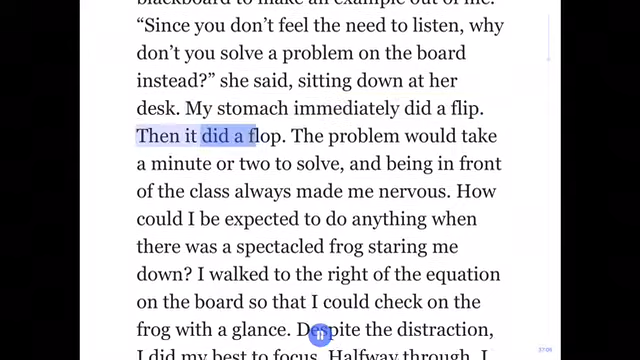 blackboard to make an example out of me.
“Since you don’t feel the need to listen, why
don’t you solve a problem on the board
instead?” she said, sitting down at her
desk. My stomach immediately did a flip.
Then it did a flop. The problem would take
a minute or two to solve, and being in front
of the class always made me nervous. How
could I be expected to do anything when
there was a spectacled frog staring me
down? I walked to the right of the equation
on the board so that I could check on the
frog with a glance. Despite the distraction,
I did my best to focus. Halfway through, I